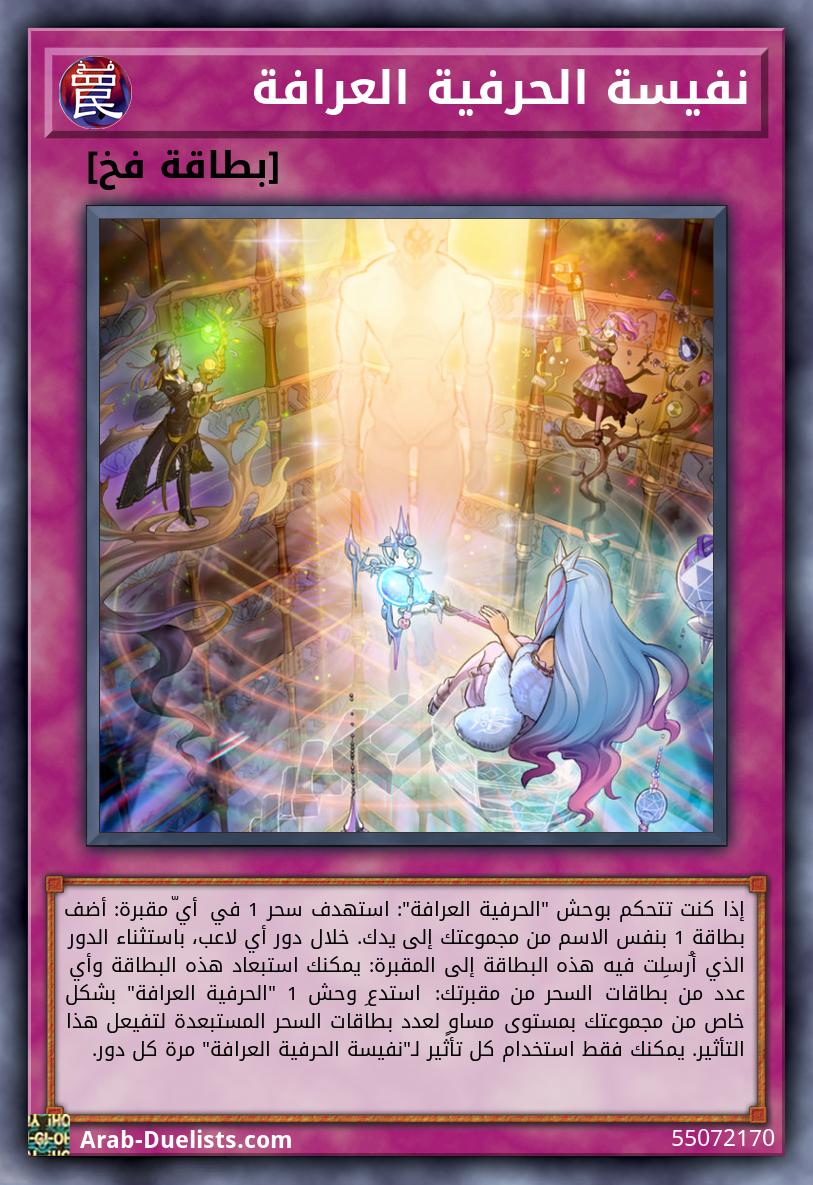 نفيسة الحرفية العرافة
فخ
罠
[بطاقة فخ]
إذا كنت تتحكم بوحش "الحرفية العرافة": استهدف سحر 1 في أيّ مقبرة: أضف
بطاقة 1 بنفس الاسم من مجموعتك إلى يدك. خلال دور أي لاعب، باستثناء الدور
الذي أُرسِلت فيه هذه البطاقة إلى المقبرة: يمكنك استبعاد هذه البطاقة وأي
عدد من بطاقات السحر من مقبرتك: استدعِ وحش 1 "الحرفية العرافة" بشكل
خاص من مجموعتك بمستوى مساوٍ لعدد بطاقات السحر المستبعدة لتفيعل هذا
التأثير. يمكنك فقط استخدام كل تأثير لـ"نفيسة الحرفية العرافة" مرة كل دور.
Arab-Duelists.com
55072170